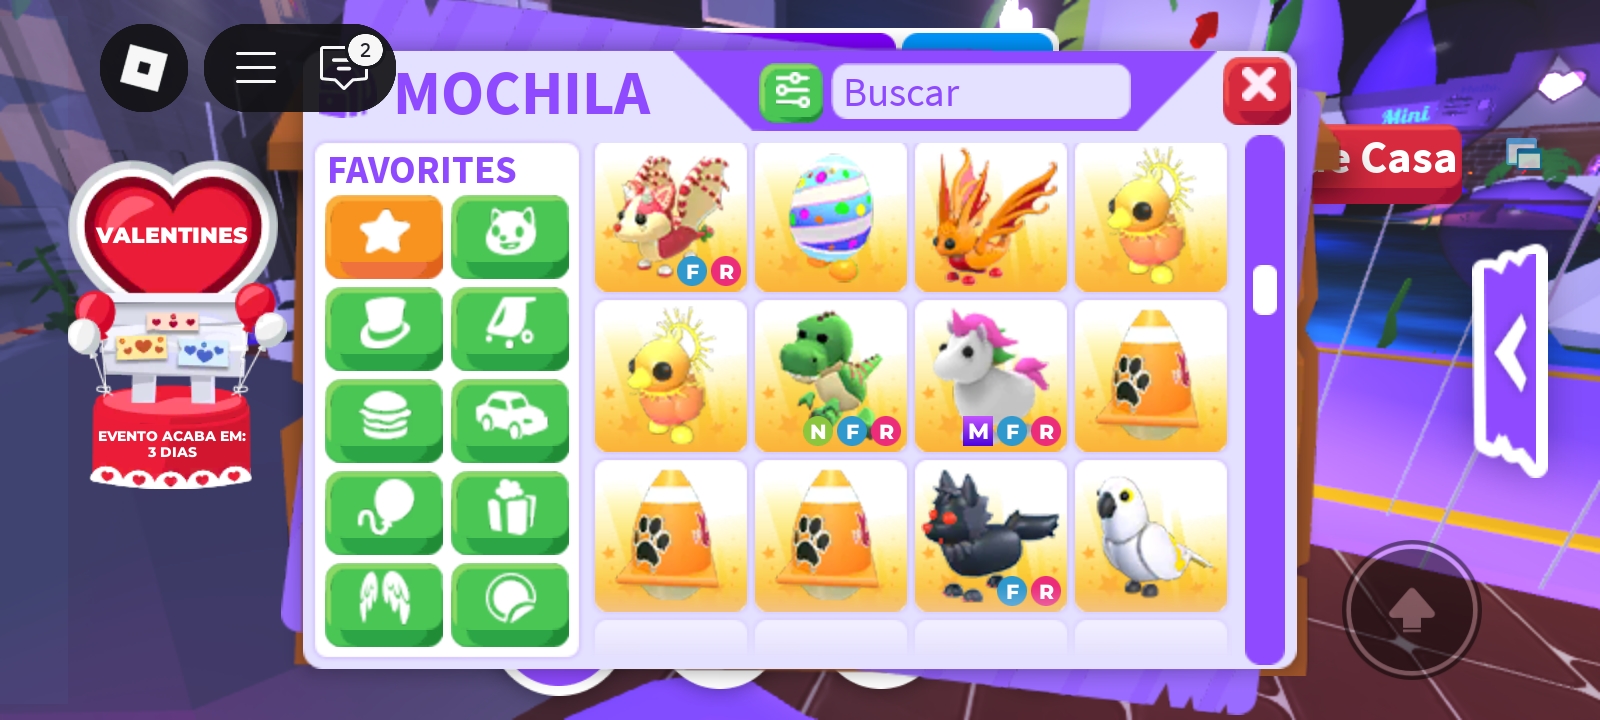 2
MOCHILA
Buscar
Mini
e Casa
FAVORITES
VALENTINES
EVENTO ACABA EM:
3 DIAS
F R
N F R
M F R
F R